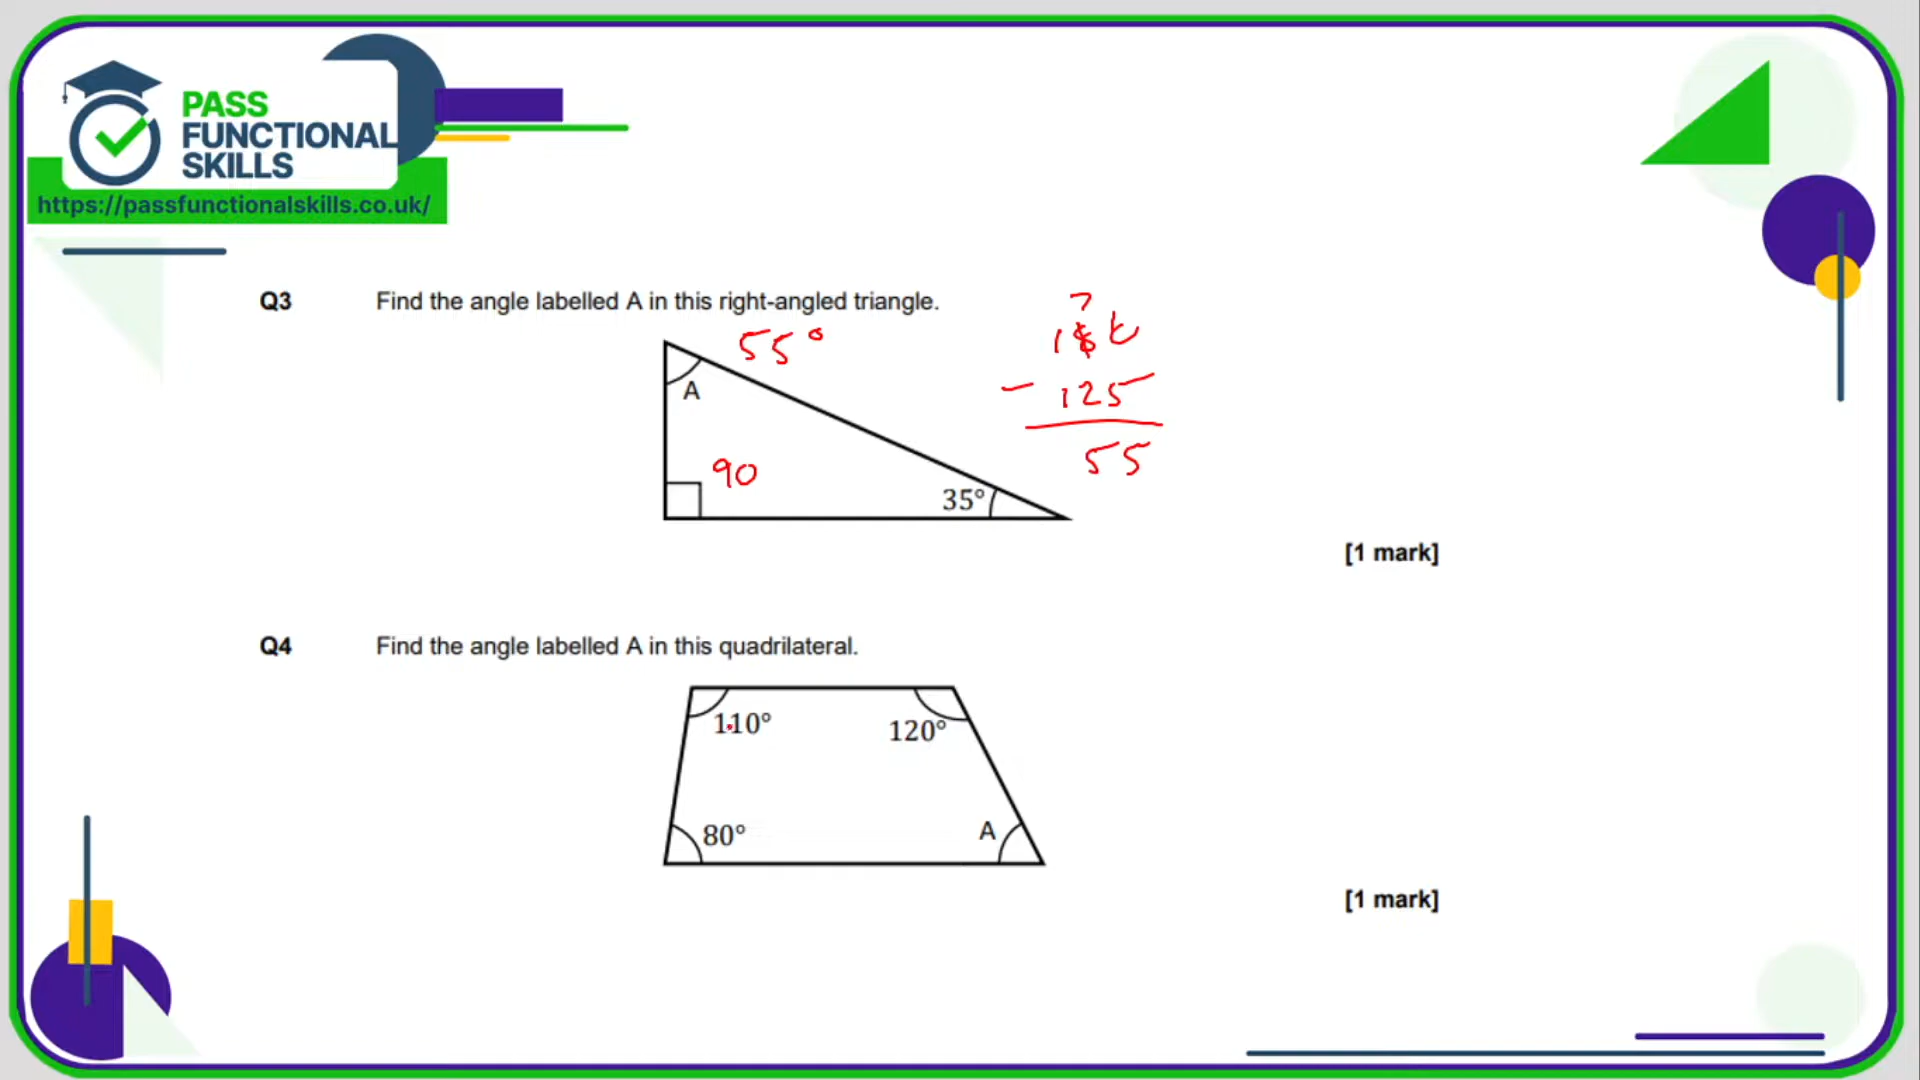 PASS
FUNCTIONAL
SKILLS
https://passfunctionalskills.co.uk/
Q3 Find the angle labelled A in this right-angled triangle.
55°
A
90
35°
7
180
- 125
55
[1 mark]
Q4 Find the angle labelled A in this quadrilateral.
110°
120°
80°
A
[1 mark]